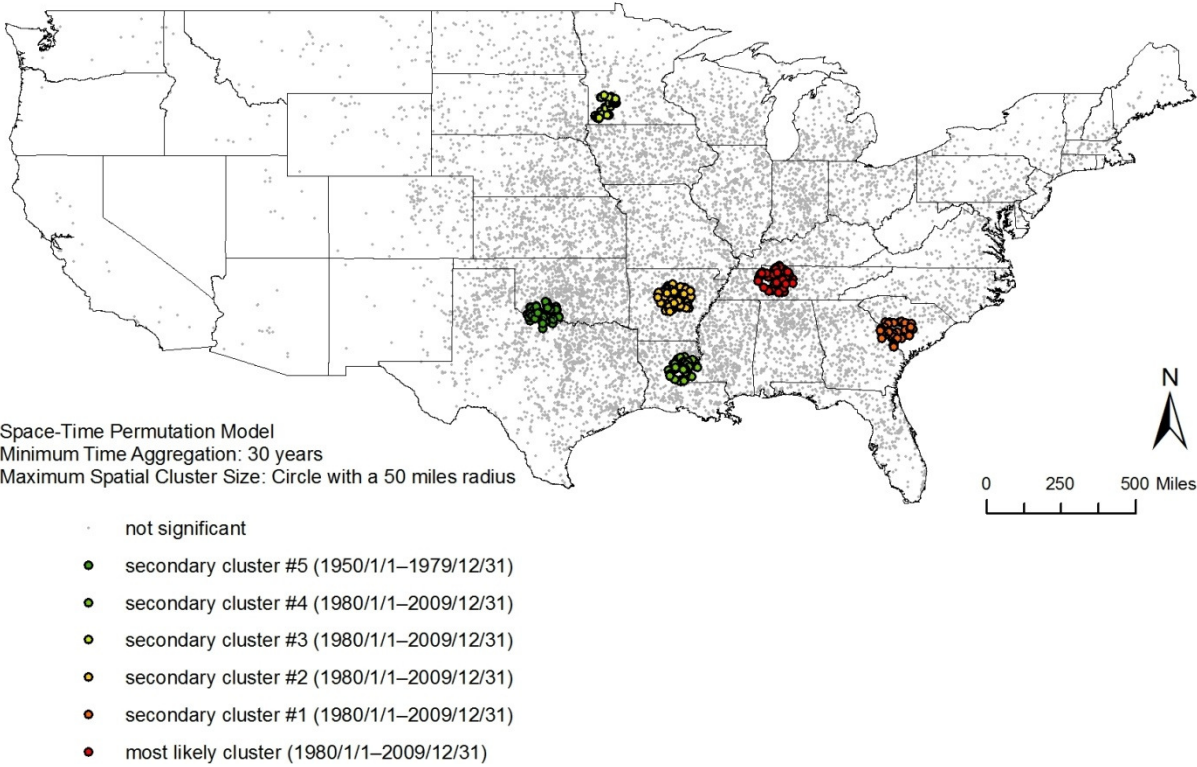 N
Space-Time Permutation Model
Minimum Time Aggregation: 30 years
Maximum Spatial Cluster Size: Circle with a 50 miles radius
0 250 500 Miles
not significant
secondary cluster #5 (1950/1/1–1979/12/31)
secondary cluster #4 (1980/1/1–2009/12/31)
secondary cluster #3 (1980/1/1–2009/12/31)
secondary cluster #2 (1980/1/1–2009/12/31)
secondary cluster #1 (1980/1/1–2009/12/31)
most likely cluster (1980/1/1–2009/12/31)